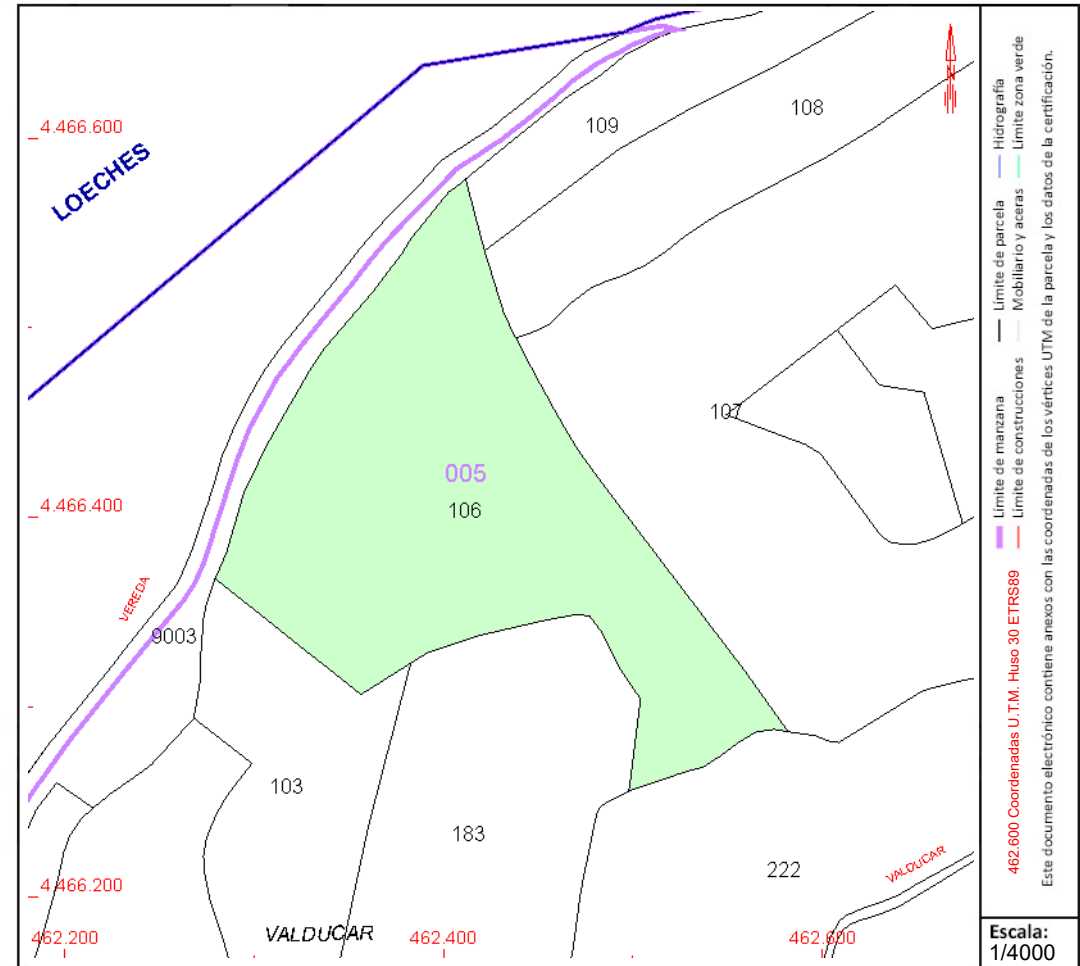 4.466.600
LOECHES
109
108
107
005
4.466.400
106
VEREDA
9003
103
183
222
VALDUCAR
4.466.200
462.200
VALDUCAR
462.400
462.600
N
Hidrografía
Límite zona verde
Límite de parcela
Mobiliario y aceras
Límite de manzana
Límite de construcciones
462.600 Coordenadas U.T.M. Huso 30 ETRS89
Este documento electrónico contiene anexos con las coordenadas de los vértices UTM de la parcela y los datos de la certificación.
Escala:
1/4000